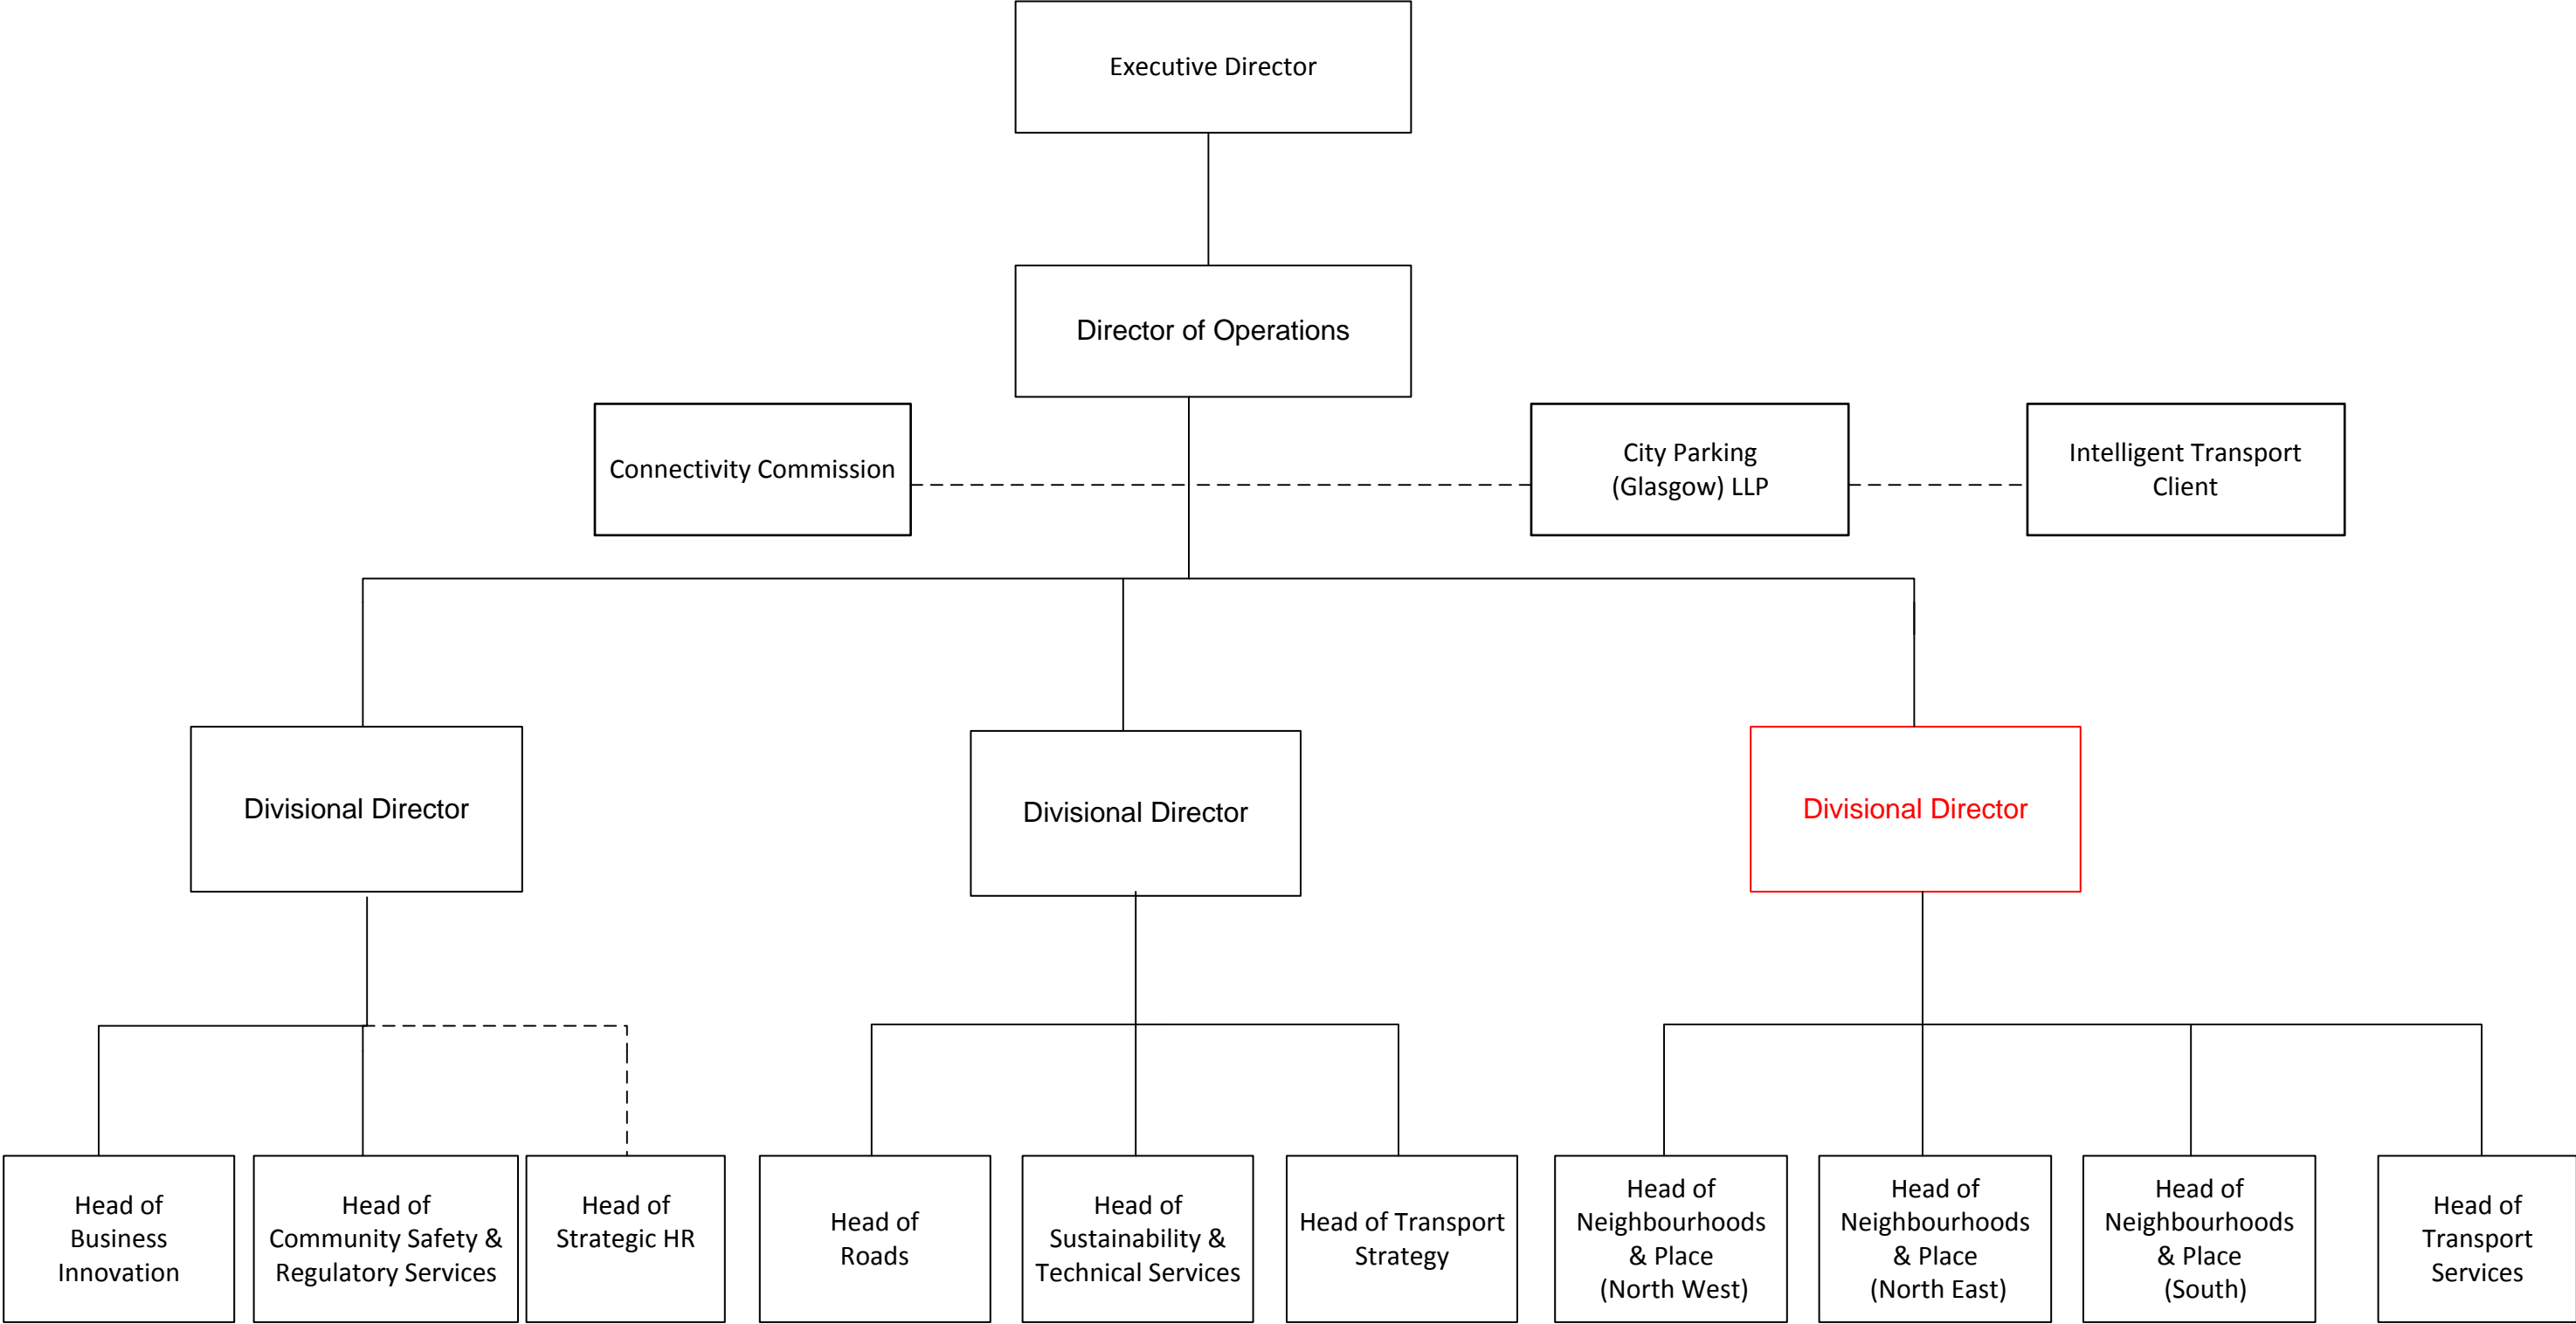 Executive Director
Director of Operations
Connectivity Commission
City Parking
(Glasgow) LLP
Intelligent Transport
Client
Divisional Director
Divisional Director
Divisional Director
Head of
Business
Innovation
Head of
Community Safety &
Regulatory Services
Head of
Strategic HR
Head of
Roads
Head of
Sustainability &
Technical Services
Head of Transport
Strategy
Head of
Neighbourhoods
& Place
(North West)
Head of
Neighbourhoods
& Place
(North East)
Head of
Neighbourhoods
& Place
(South)
Head of
Transport
Services